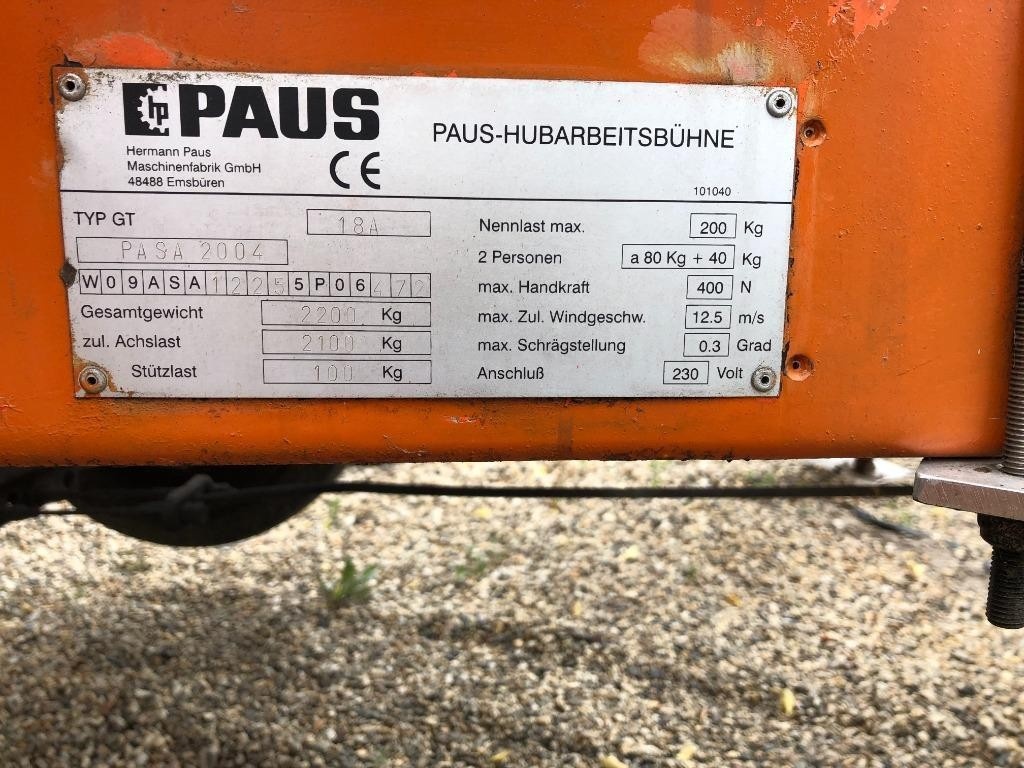 hp PAUS
Hermann Paus
Maschinenfabrik GmbH
48488 Emsbüren
CE
PAUS-HUBARBEITSBÜHNE
101040
TYP GT 18A
PASA 2004
W09ASA12255P06472
Gesamtgewicht 2200 Kg
zul. Achslast 2100 Kg
Stützlast 100 Kg
Nennlast max. 200 Kg
2 Personen a 80 Kg + 40 Kg
max. Handkraft 400 N
max. Zul. Windgeschw. 12.5 m/s
max. Schrägstellung 0.3 Grad
Anschluß 230 Volt